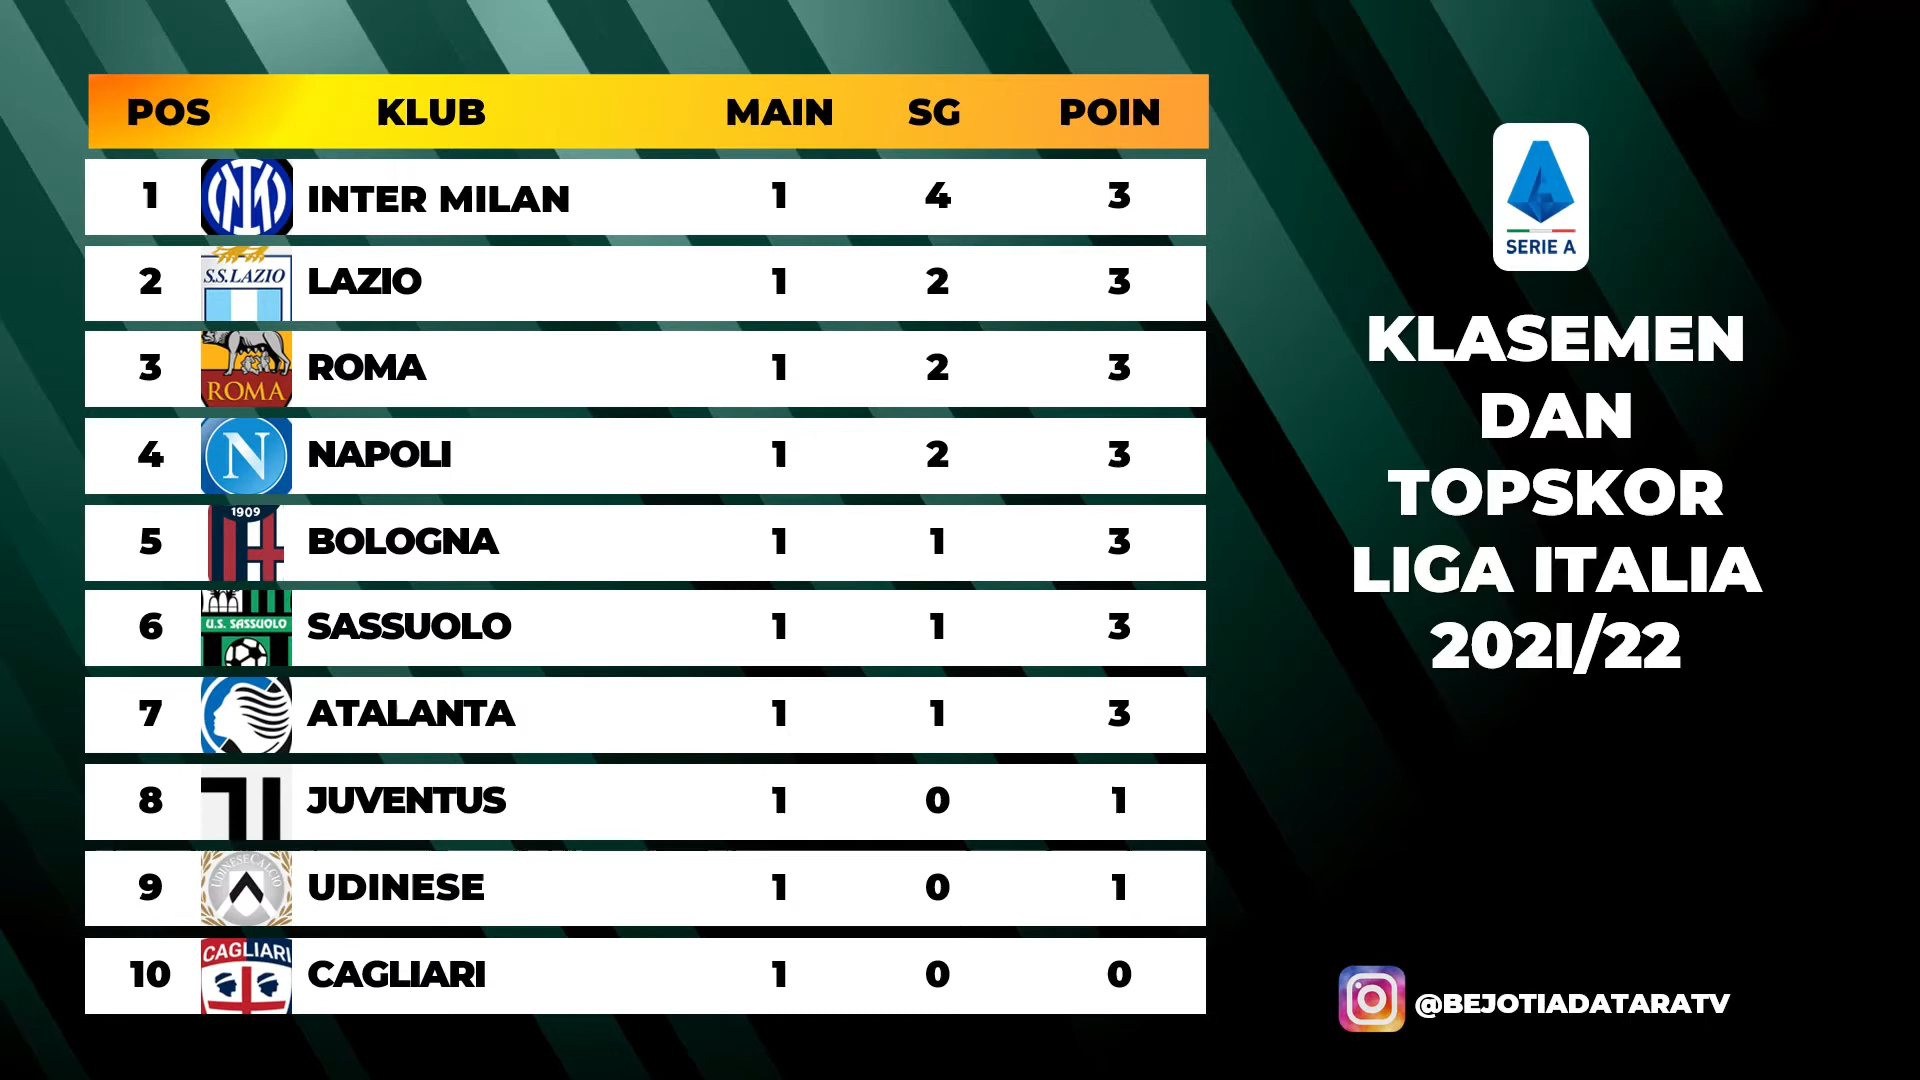 POS KLUB MAIN SG POIN
1 INTER MILAN 1 4 3
S.S.LAZIO
2 LAZIO 1 2 3
ROMA
3 ROMA 1 2 3
N
4 NAPOLI 1 2 3
1909
5 BOLOGNA 1 1 3
U.S. SASSUOLO
6 SASSUOLO 1 1 3
7 ATALANTA 1 1 3
8 JUVENTUS 1 0 1
UDINESE CALCIO
9 UDINESE 1 0 1
CAGLIARI
10 CAGLIARI 1 0 0
SERIE A
KLASEMEN
DAN
TOPSKOR
LIGA ITALIA
2021/22
@BEJOTIADATARATV